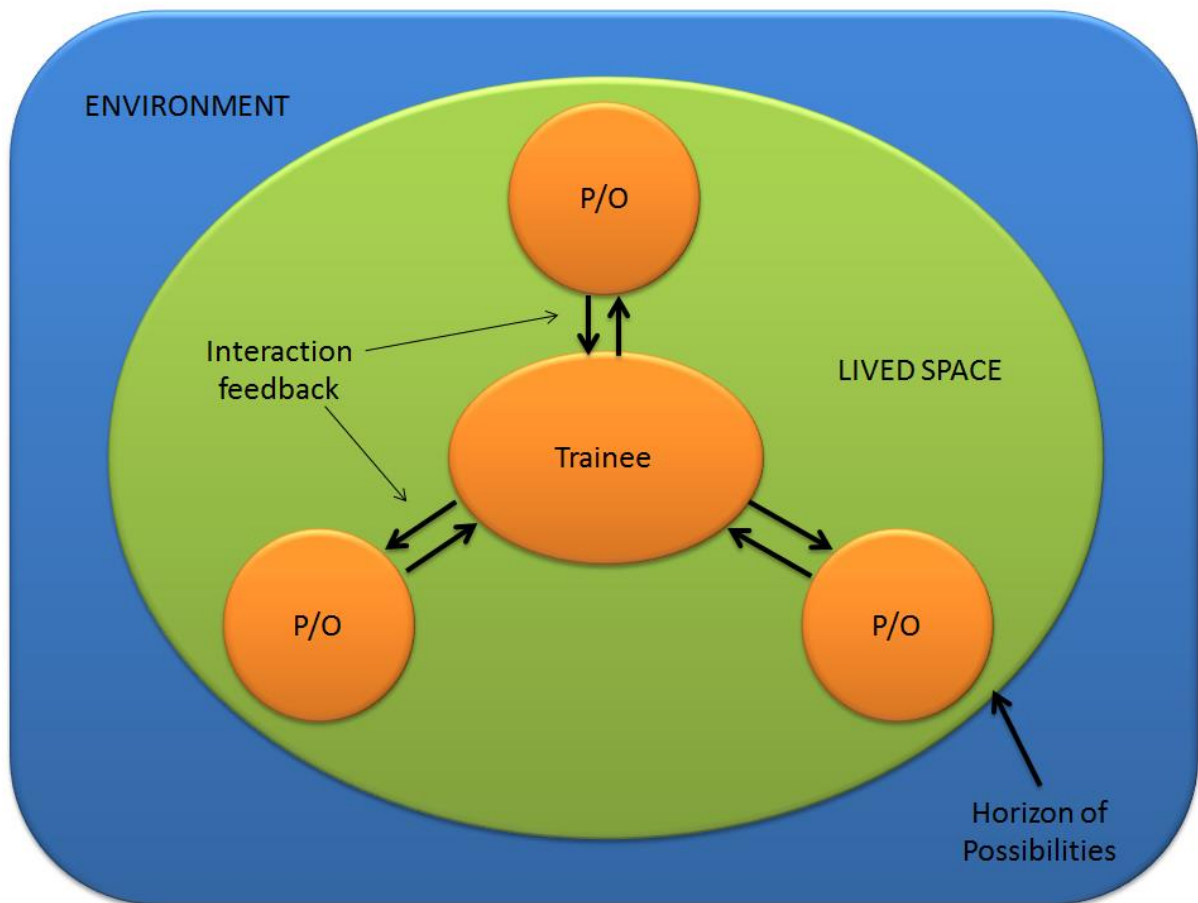 ENVIRONMENT
P/O
Interaction
feedback
LIVED SPACE
Trainee
P/O
P/O
Horizon of
Possibilities